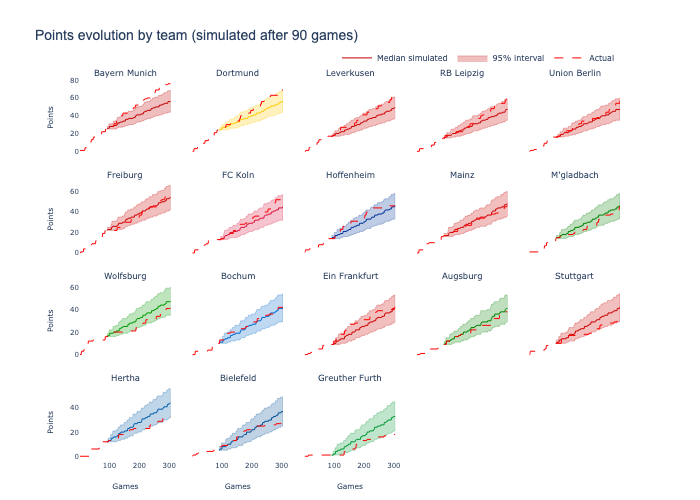 Points evolution by team (simulated after 90 games)
Median simulated 95% interval Actual
Bayern Munich Dortmund Leverkusen RB Leipzig Union Berlin
80
60
40
20
0
Points
Freiburg FC Koln Hoffenheim Mainz M'gladbach
60
40
20
0
Points
Wolfsburg Bochum Ein Frankfurt Augsburg Stuttgart
60
40
20
0
Points
Hertha Bielefeld Greuther Furth
40
20
0
Points
100 200 300 100 200 300 100 200 300
Games Games Games